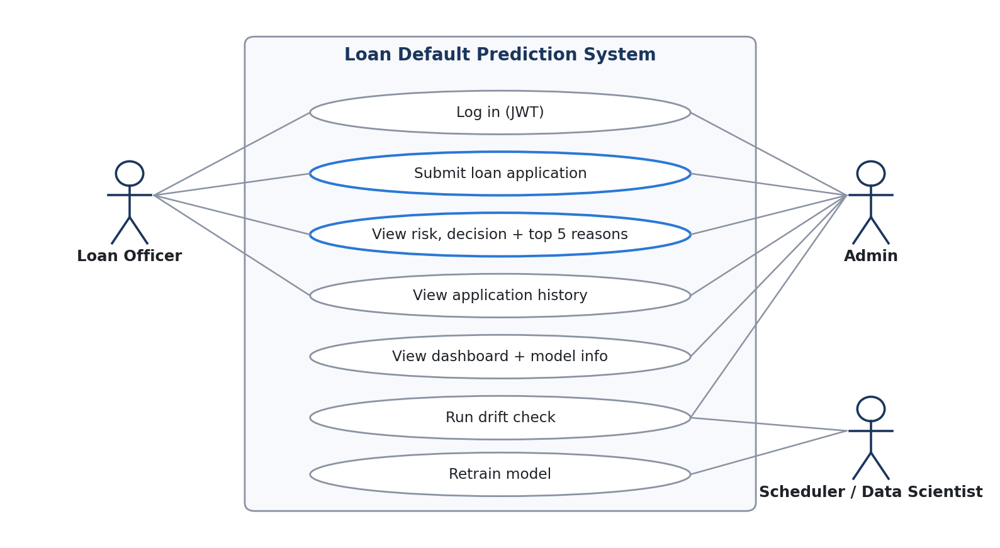 Loan Default Prediction System
Log in (JWT)
Submit loan application
View risk, decision + top 5 reasons
Loan Officer
Admin
View application history
View dashboard + model info
Run drift check
Retrain model
Scheduler / Data Scientist